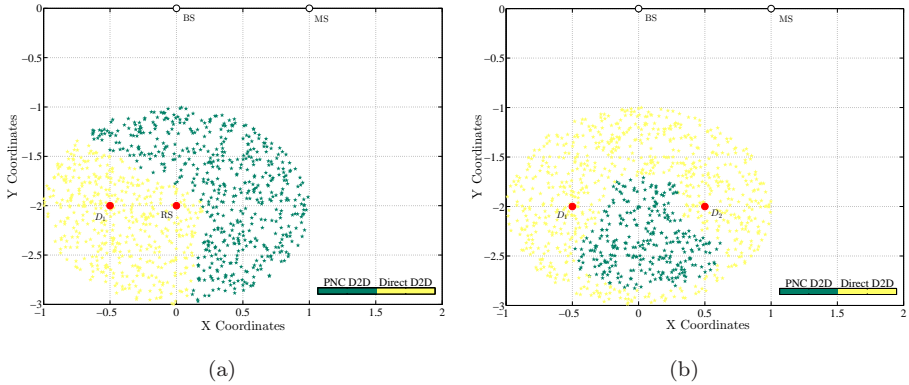 0
−0.5
−1
−1.5
−2
−2.5
−3
Y Coordinates
BS
MS
D1
RS
PNC D2D Direct D2D
−1 −0.5 0 0.5 1 1.5 2
X Coordinates
(a)
0
−0.5
−1
−1.5
−2
−2.5
−3
Y Coordinates
BS
MS
D1
D2
PNC D2D Direct D2D
−1 −0.5 0 0.5 1 1.5 2
X Coordinates
(b)